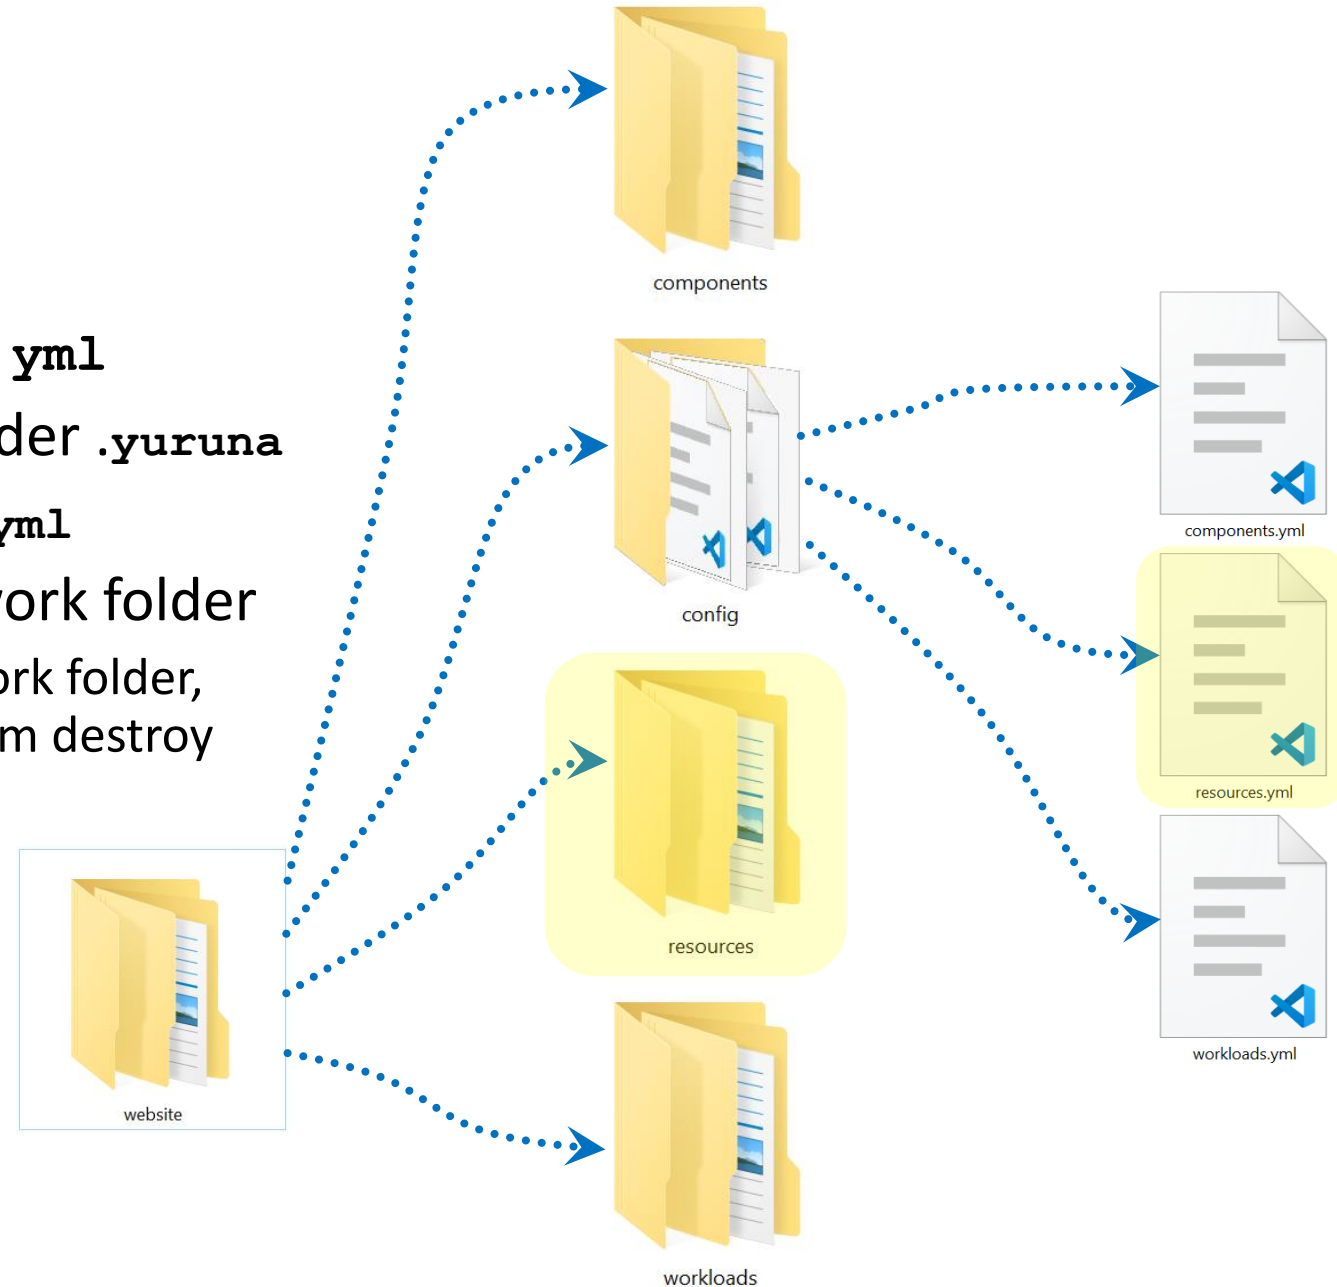 yml
der .yuruna
yml
work folder
ork folder,
m destroy
components
config
resources
workloads
website
components.yml
resources.yml
workloads.yml